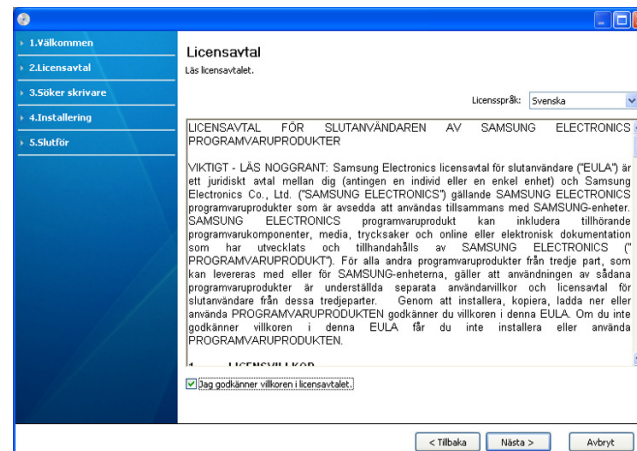 1.Välkommen
2.Licensavtal
3.Söker skrivare
4.Installering
5.Slutför
Licensavtal
Läs licensavtalet.
Licensspråk: Svenska
LICENSAVTAL FÖR SLUTANVÄNDAREN AV SAMSUNG ELECTRONICS
PROGRAMVARUPRODUKTER
VIKTIGT - LÄS NOGGRANT: Samsung Electronics licensavtal för slutanvändare ("EULA") är
ett juridiskt avtal mellan dig (antingen en individ eller en enkel enhet) och Samsung
Electronics Co., Ltd. ("SAMSUNG ELECTRONICS") gällande SAMSUNG ELECTRONICS
programvaruprodukter som är avsedda att användas tillsammans med SAMSUNG-enheter.
SAMSUNG ELECTRONICS programvaruprodukt kan inkludera tillhörande
programvarukomponenter, media, trycksaker och online eller elektronisk dokumentation
som har utvecklats och tillhandahålls av SAMSUNG ELECTRONICS ("
PROGRAMVARUPRODUKT"). För alla andra programvaruprodukter från tredje part, som
kan levereras med eller för SAMSUNG-enheterna, gäller att användningen av sådana
programvaruprodukter är underställda separata användarvillkor och licensavtal för
slutanvändare från dessa tredjeparter. Genom att installera, kopiera, ladda ner eller
använda PROGRAMVARUPRODUKTEN godkänner du villkoren i denna EULA. Om du inte
godkänner villkoren i denna EULA får du inte installera eller använda
PROGRAMVARUPRODUKTEN.
1. LICENSVILLKOR
Jag godkänner villkoren i licensavtalet.
< Tillbaka Nästa > Avbryt